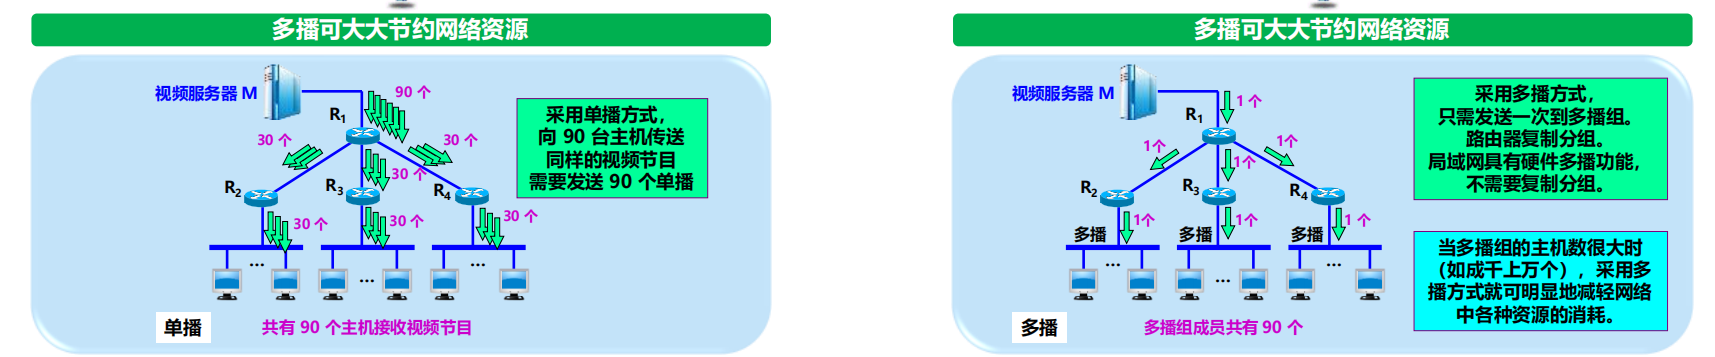 多播可大大节约网络资源
视频服务器 M
90 个
R1
30 个
30 个
30 个
R2
R3
R4
30 个
30 个
30 个
...
...
...
采用单播方式，
向 90 台主机传送
同样的视频节目
需要发送 90 个单播
单播
共有 90 个主机接收视频节目
多播可大大节约网络资源
视频服务器 M
1 个
R1
1个
1个
1个
R2
R3
R4
1个
1个
1 个
多播
多播
多播
...
...
...
采用多播方式，
只需发送一次到多播组。
路由器复制分组。
局域网具有硬件多播功能，
不需要复制分组。
当多播组的主机数很大时
（如成千上万个），采用多
播方式就可明显地减轻网络
中各种资源的消耗。
多播
多播组成员共有 90 个